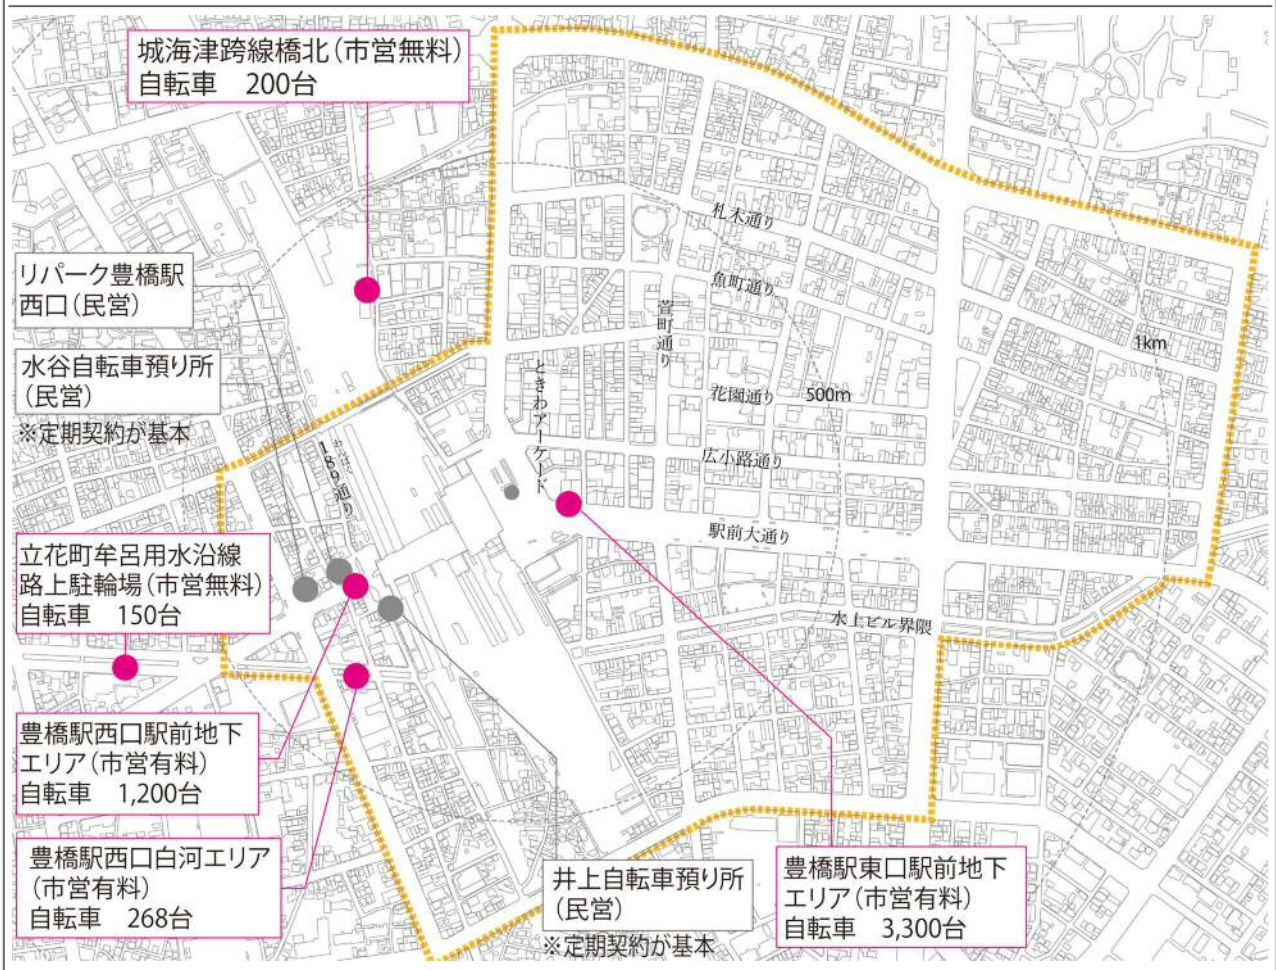 城海津跨線橋北（市営無料）
自転車　200台
リパーク豊橋駅
西口（民営）
水谷自転車預り所
（民営）
※定期契約が基本
立花町牟呂用水沿線
路上駐輪場（市営無料）
自転車　150台
豊橋駅西口駅前地下
エリア（市営有料）
自転車　1,200台
豊橋駅西口白河エリア
（市営有料）
自転車　268台
井上自転車預り所
（民営）
※定期契約が基本
豊橋駅東口駅前地下
エリア（市営有料）
自転車　3,300台
札木通り
魚町通り
萱町通り
ときわアーケード
花園通り
500m
1km
広小路通り
駅前大通り
水上ビル界隈
通り